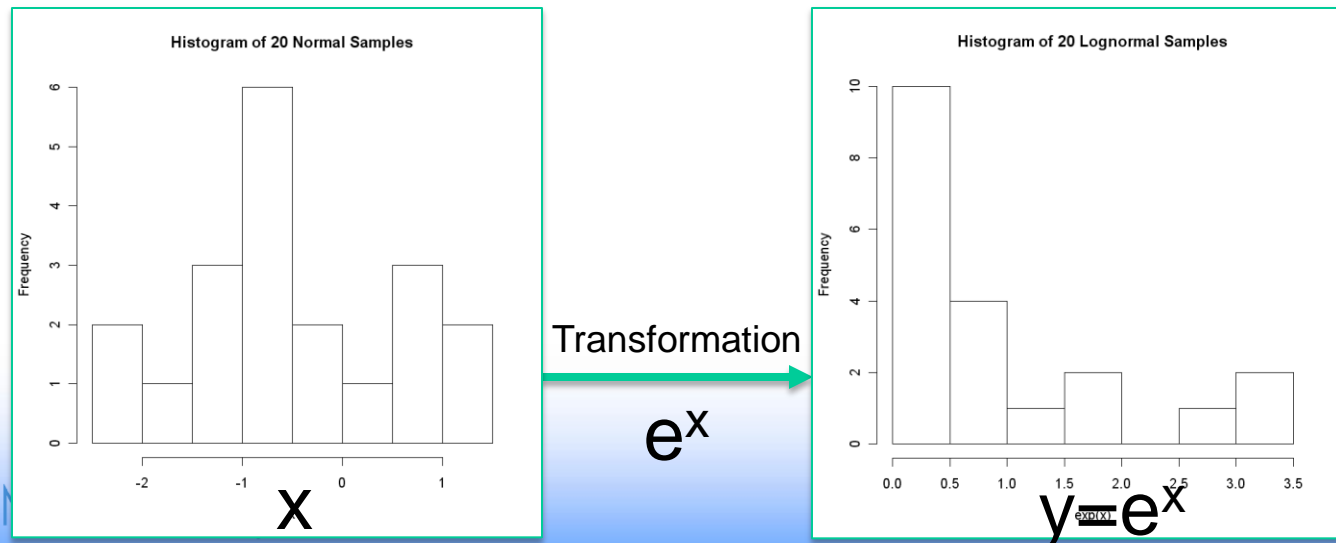 Histogram of 20 Normal Samples
Frequency
6
5
4
3
2
1
0
-2 -1 0 1
x
Transformation
e^x
Histogram of 20 Lognormal Samples
Frequency
10
8
6
4
2
0
0.0 0.5 1.0 1.5 2.0 2.5 3.0 3.5
exp(x)
y=e^x